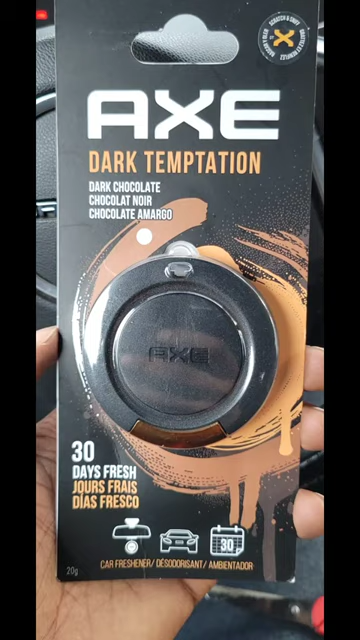 SCRATCH & SNIFF
AXE
DARK TEMPTATION
DARK CHOCOLATE
CHOCOLAT NOIR
CHOCOLATE AMARGO
AXE
30
DAYS FRESH
JOURS FRAIS
DÍAS FRESCO
30
CAR FRESHENER/ DÉSODORISANT/ AMBIENTADOR
20g